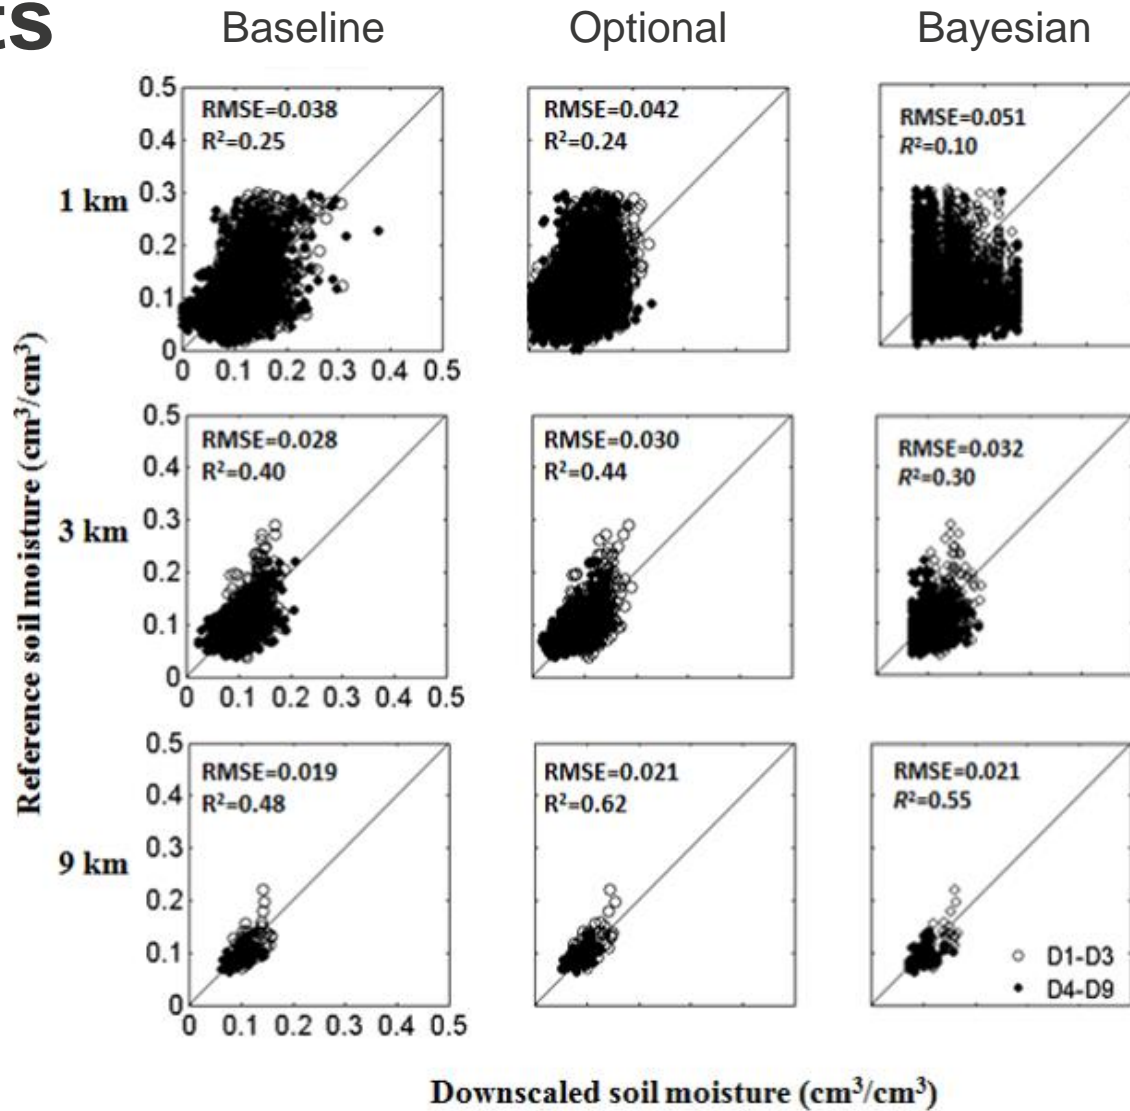 Baseline Optional Bayesian
RMSE=0.038
R²=0.25
RMSE=0.042
R²=0.24
RMSE=0.051
R²=0.10
1 km
0.5
0.4
0.3
0.2
0.1
0
0 0.1 0.2 0.3 0.4 0.5
RMSE=0.028
R²=0.40
RMSE=0.030
R²=0.44
RMSE=0.032
R²=0.30
3 km
0.5
0.4
0.3
0.2
0.1
0
0 0.1 0.2 0.3 0.4 0.5
RMSE=0.019
R²=0.48
RMSE=0.021
R²=0.62
RMSE=0.021
R²=0.55
9 km
0.5
0.4
0.3
0.2
0.1
0
0 0.1 0.2 0.3 0.4 0.5
D1-D3
D4-D9
Reference soil moisture (cm³/cm³)
Downscaled soil moisture (cm³/cm³)